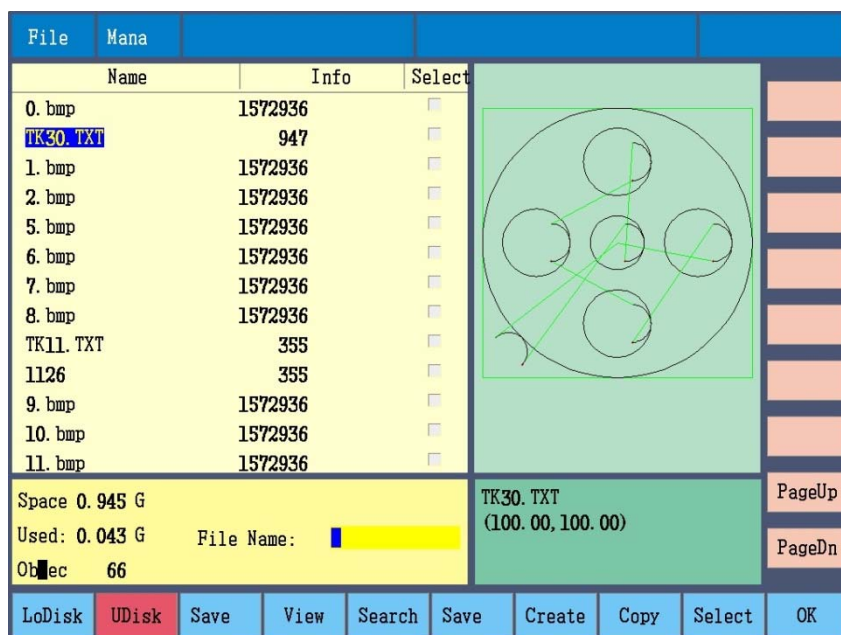 File Mana
Name Info Select
0. bmp 1572936
TK30. TXT 947
1. bmp 1572936
2. bmp 1572936
5. bmp 1572936
6. bmp 1572936
7. bmp 1572936
8. bmp 1572936
TK11. TXT 355
1126 355
9. bmp 1572936
10. bmp 1572936
11. bmp 1572936
Space 0. 945 G
Used: 0. 043 G File Name:
Ob ec 66
TK30. TXT
(100. 00, 100. 00)
PageUp
PageDn
LoDisk UDisk Save View Search Save Create Copy Select OK